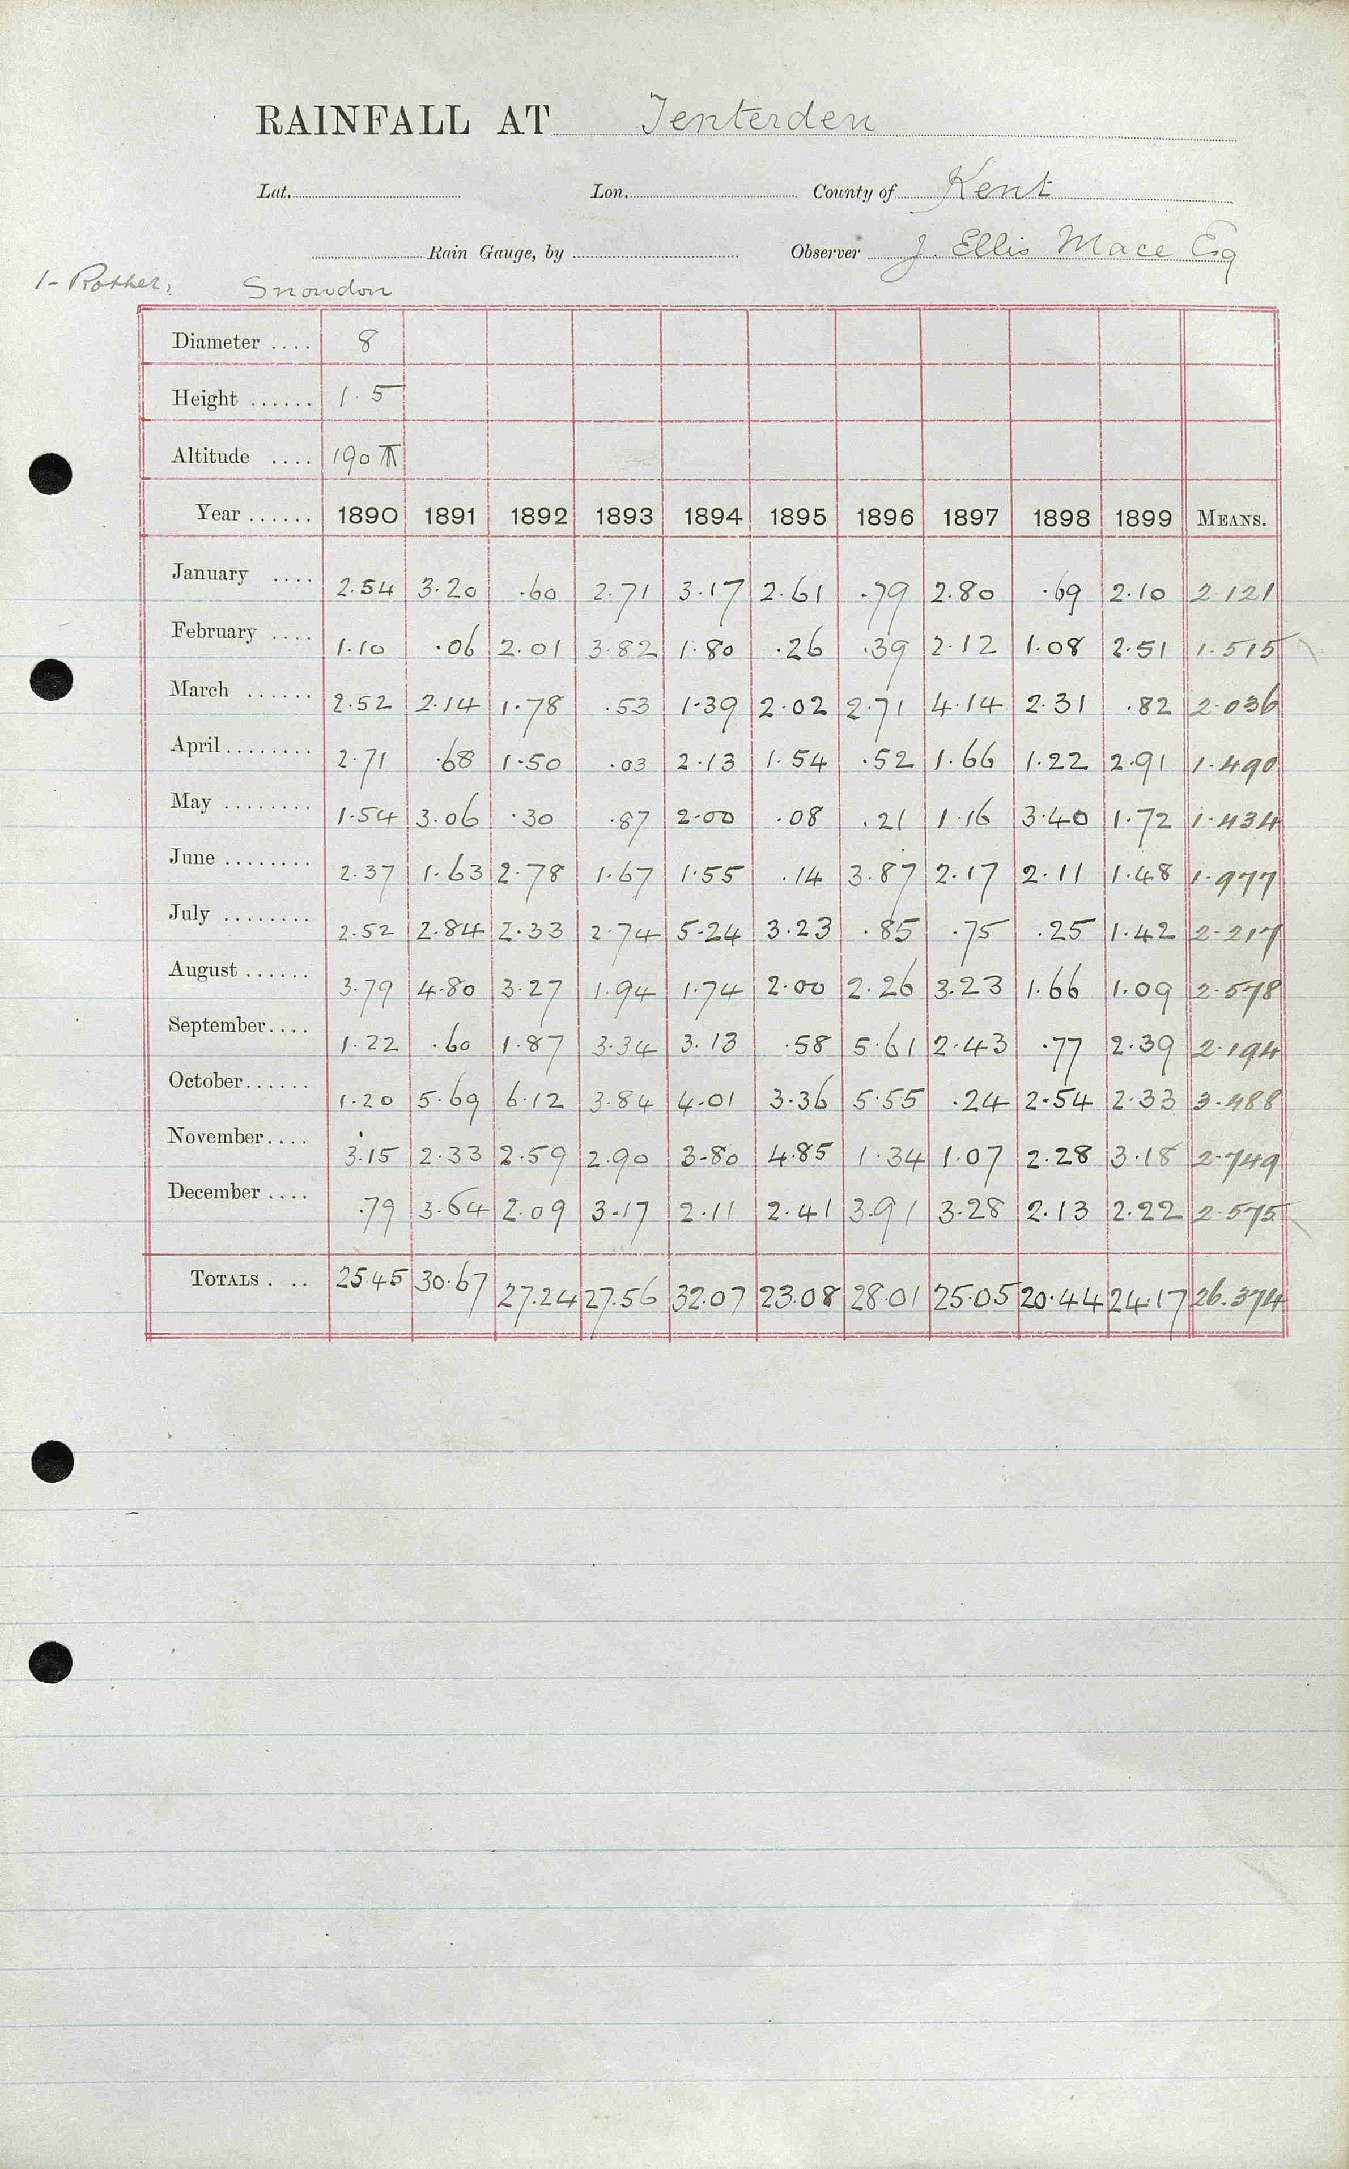 RAINFALL AT Tenterden
Lat. Lon. County of Kent
Rain Gauge, by Observer J. Ellis Mace Esq
1- Rother, Snowdon
Diameter .... 8
Height ...... 1.5
Altitude .... 190
Year ...... 1890 1891 1892 1893 1894 1895 1896 1897 1898 1899 MEANS.
January .... 2.54 3.20 .60 2.71 3.17 2.61 .79 2.80 .69 2.10 2.121
February .... 1.10 .06 2.01 3.82 1.80 .26 .39 2.12 1.08 2.51 1.515
March ...... 2.52 2.14 1.78 .53 1.39 2.02 2.71 4.14 2.31 .82 2.036
April ........ 2.71 .68 1.50 .03 2.13 1.54 .52 1.66 1.22 2.91 1.490
May ........ 1.54 3.06 .30 .87 2.00 .08 .21 1.16 3.40 1.72 1.434
June ........ 2.37 1.63 2.78 1.67 1.55 .14 3.87 2.17 2.11 1.48 1.977
July ........ 2.52 2.84 2.33 2.74 5.24 3.23 .85 .75 .25 1.42 2.217
August ...... 3.79 4.80 3.27 1.94 1.74 2.00 2.26 3.23 1.66 1.09 2.578
September .... 1.22 .60 1.87 3.34 3.13 .58 5.61 2.43 .77 2.39 2.194
October ...... 1.20 5.69 6.12 3.84 4.01 3.36 5.55 .24 2.54 2.33 3.488
November .... 3.15 2.33 2.59 2.90 3.80 4.85 1.34 1.07 2.28 3.18 2.749
December .... .79 3.64 2.09 3.17 2.11 2.41 3.91 3.28 2.13 2.22 2.575
TOTALS . .. 25.45 30.67 27.24 27.56 32.07 23.08 28.01 25.05 20.44 24.17 26.374